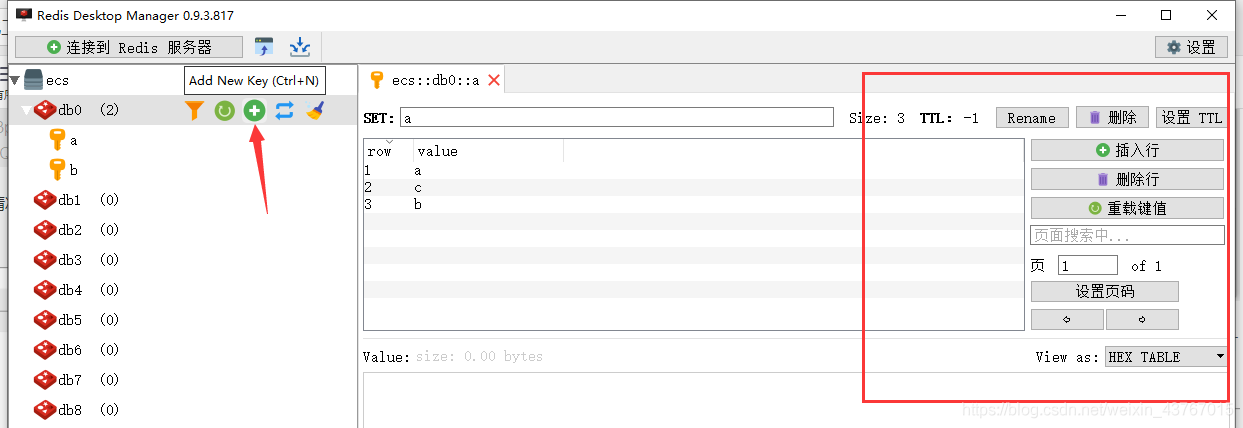 Redis Desktop Manager 0.9.3.817
连接到 Redis 服务器
设置
ecs
Add New Key (Ctrl+N)
db0 (2)
a
b
db1 (0)
db2 (0)
db3 (0)
db4 (0)
db5 (0)
db6 (0)
db7 (0)
db8 (0)
ecs::db0::a
SET: a Size: 3 TTL: -1 Rename 删除 设置 TTL
row value
1 a
2 c
3 b
插入行
删除行
重载键值
页面搜索中...
页 1 of 1
设置页码
Value: size: 0.00 bytes
View as: HEX TABLE
https://blog.csdn.net/weixin_43767015